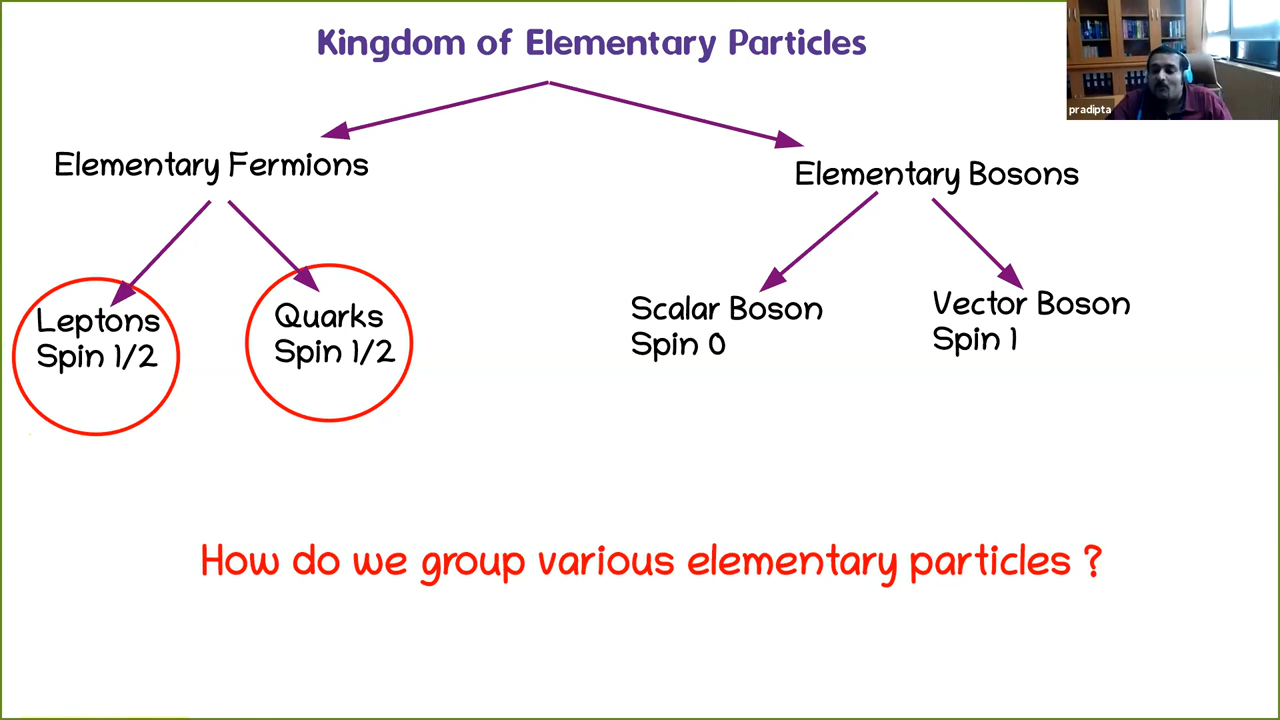 Kingdom of Elementary Particles
pradipta
Elementary Fermions
Elementary Bosons
Leptons
Spin 1/2
Quarks
Spin 1/2
Scalar Boson
Spin 0
Vector Boson
Spin 1
How do we group various elementary particles ?